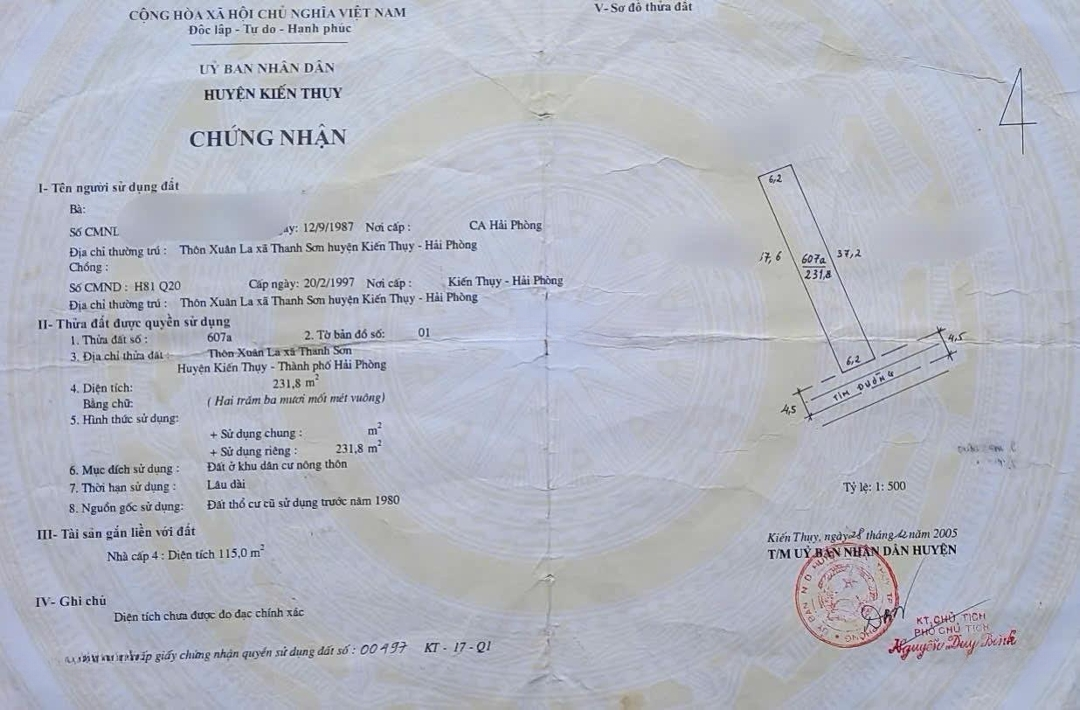 CỘNG HÒA XÃ HỘI CHỦ NGHĨA VIỆT NAM
Độc lập - Tự do - Hạnh phúc
UỶ BAN NHÂN DÂN
HUYỆN KIẾN THỤY
CHỨNG NHẬN
I- Tên người sử dụng đất
Bà:
Số CMN 12/9/1987 Nơi cấp : CA Hải Phòng
Địa chỉ thường trú : Thôn Xuân La xã Thanh Sơn huyện Kiến Thụy - Hải Phòng
Chồng :
Số CMND : H81 Q20 Cấp ngày: 20/2/1997 Nơi cấp : Kiến Thụy - Hải Phòng
Địa chỉ thường trú : Thôn Xuân La xã Thanh Sơn huyện Kiến Thụy - Hải Phòng
II- Thửa đất được quyền sử dụng
1. Thửa đất số : 607a 2. Tờ bản đồ số: 01
3. Địa chỉ thửa đất : Thôn Xuân La xã Thanh Sơn
Huyện Kiến Thụy - Thành phố Hải Phòng
4. Diện tích: 231,8 m²
Bằng chữ: ( Hai trăm ba mươi mốt mét vuông)
5. Hình thức sử dụng:
+ Sử dụng chung : m²
+ Sử dụng riêng : 231,8 m²
6. Mục đích sử dụng : Đất ở khu dân cư nông thôn
7. Thời hạn sử dụng : Lâu dài
8. Nguồn gốc sử dụng: Đất thổ cư cũ sử dụng trước năm 1980
III- Tài sản gắn liền với đất
Nhà cấp 4 : Diện tích 115,0 m²
IV- Ghi chú
Diện tích chưa được đo đạc chính xác
cấp giấy chứng nhận quyền sử dụng đất số : 00497 KT - 17 - Q1
V- Sơ đồ thửa đất
4
6,2
17,6
607a
231,8
37,2
6,2
4,5
TIM ĐƯỜNG
4,5
Tỷ lệ: 1: 500
Kiến Thụy, ngày 28 tháng 12 năm 2005
T/M UỶ BAN NHÂN DÂN HUYỆN
KT. CHỦ TỊCH
PHÓ CHỦ TỊCH
Nguyễn Duy Bình